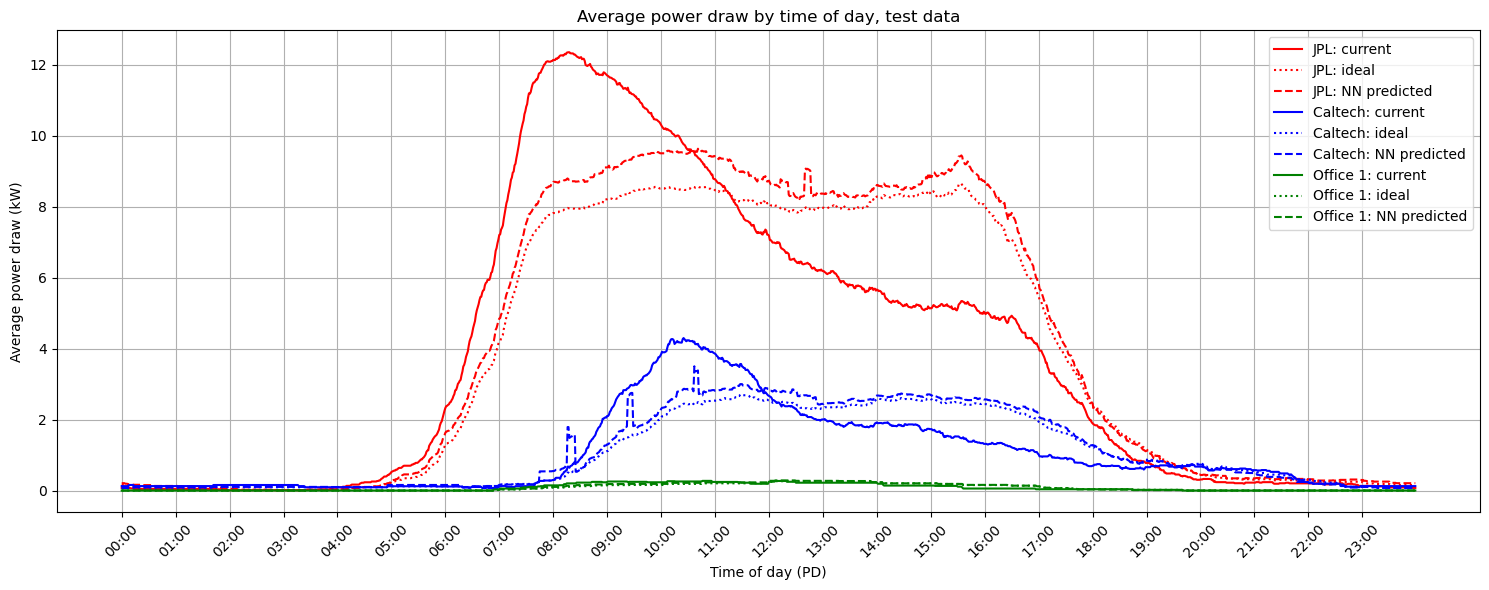 Average power draw by time of day, test data
JPL: current
JPL: ideal
JPL: NN predicted
Caltech: current
Caltech: ideal
Caltech: NN predicted
Office 1: current
Office 1: ideal
Office 1: NN predicted
Average power draw (kW)
12
10
8
6
4
2
0
00:00
01:00
02:00
03:00
04:00
05:00
06:00
07:00
08:00
09:00
10:00
11:00
12:00
13:00
14:00
15:00
16:00
17:00
18:00
19:00
20:00
21:00
22:00
23:00
Time of day (PD)